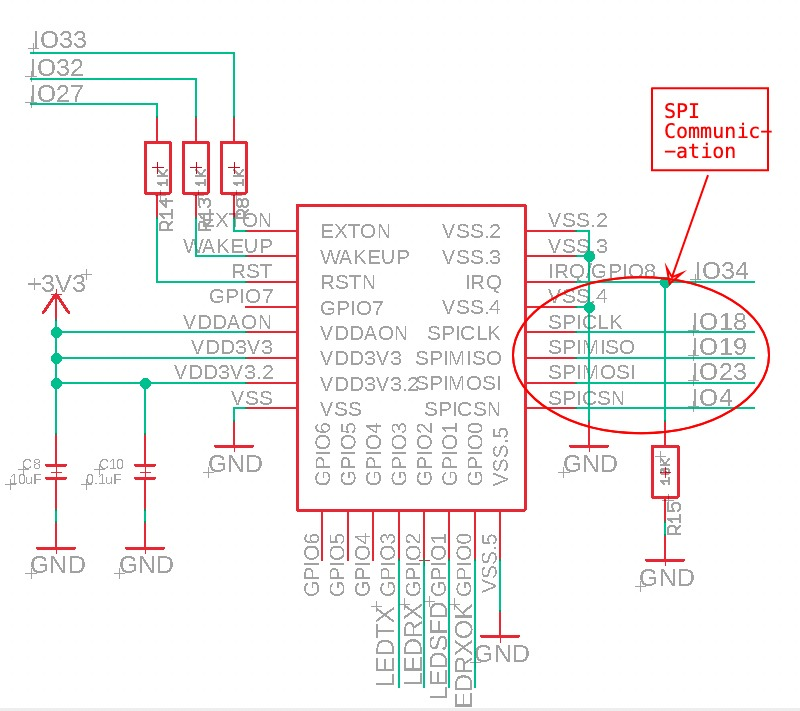 IO33
IO32
IO27
SPI
Communic-
-ation
1K
1K
1K
R14
R13
R8
EXTON
WAKEUP
RST
GPIO7
VDDAON
VDD3V3
VDD3V3.2
VSS
+3V3
EXTON
WAKEUP
RSTN
GPIO7
VDDAON
VDD3V3
VDD3V3.2
VSS
VSS.2
VSS.3
IRQ
VSS.4
SPICLK
SPIMISO
SPIMOSI
SPICSN
VSS.2
VSS.3
IRQ/GPIO8
VSS.4
SPICLK
SPIMISO
SPIMOSI
SPICSN
IO34
IO18
IO19
IO23
IO4
GPIO6
GPIO5
GPIO4
GPIO3
GPIO2
GPIO1
GPIO0
VSS.5
GND
GND
C8
10uF
C10
0.1uF
R15
GND
GND
GND
GPIO6
GPIO5
GPIO4
GPIO3
GPIO2
GPIO1
GPIO0
VSS.5
LEDTX
LEDRX
LEDSFD
EDRXOK
GND